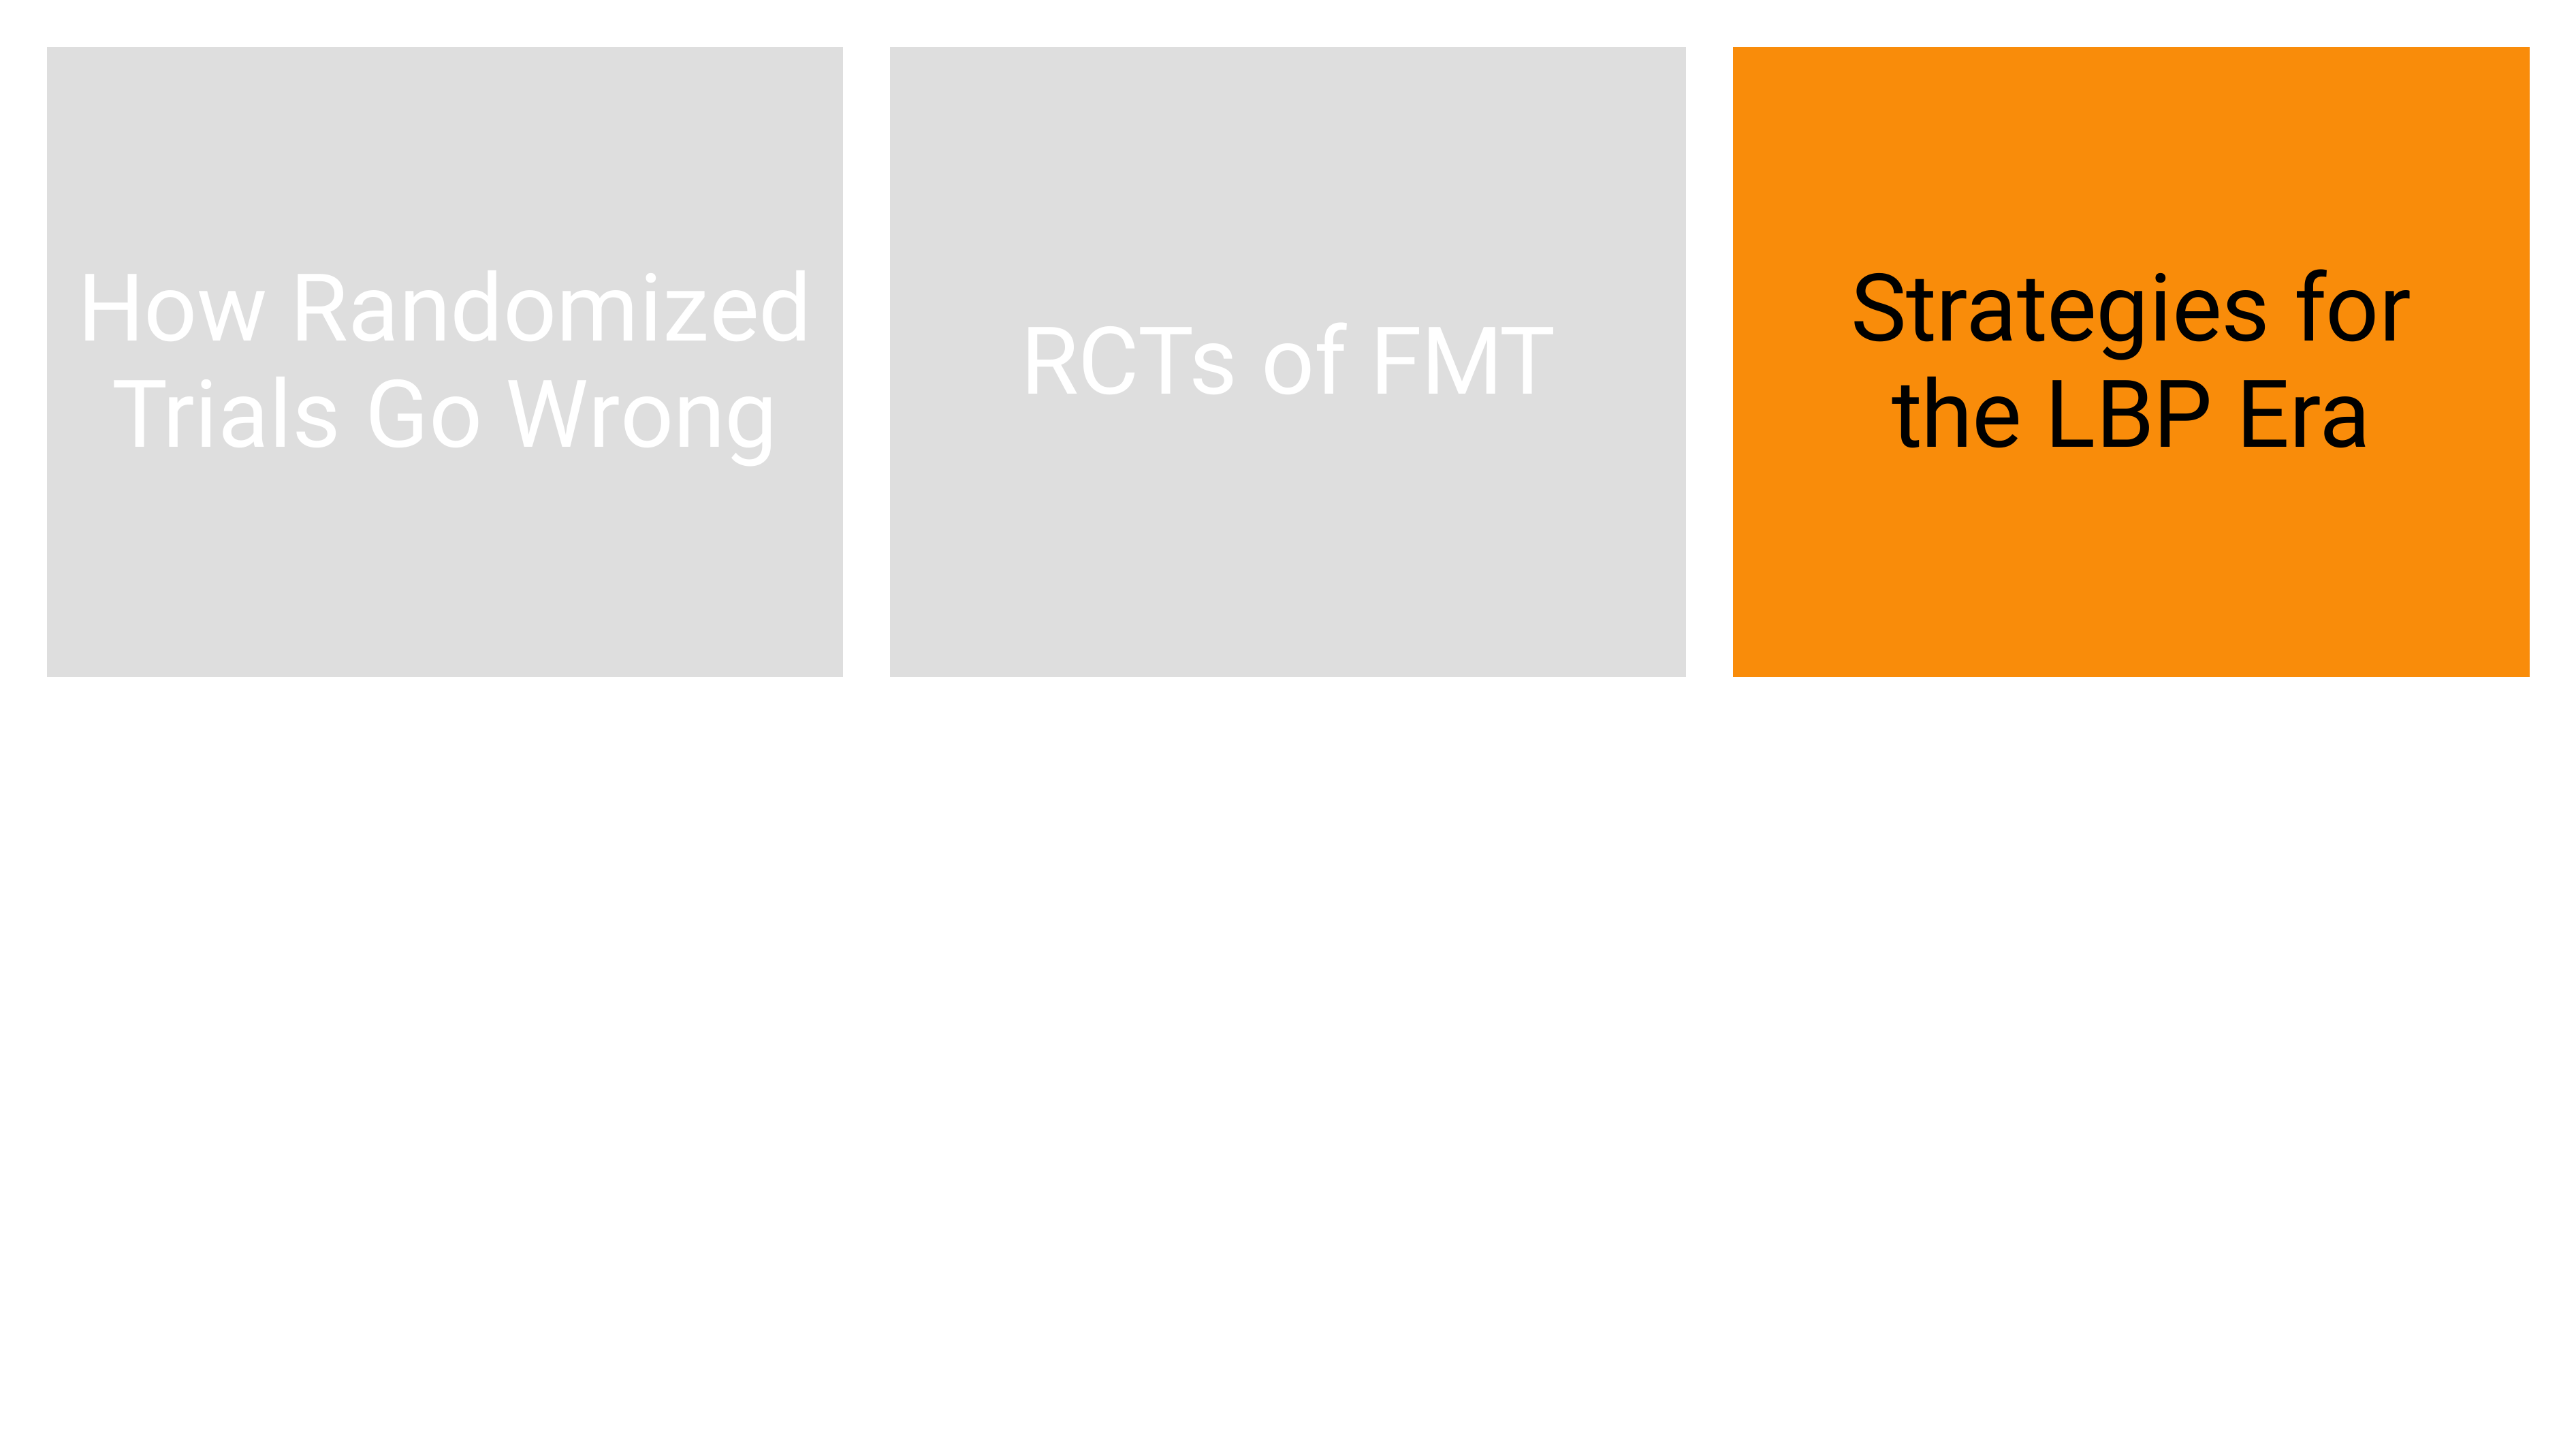 How Randomized
Trials Go Wrong
RCTs of FMT
Strategies for
the LBP Era